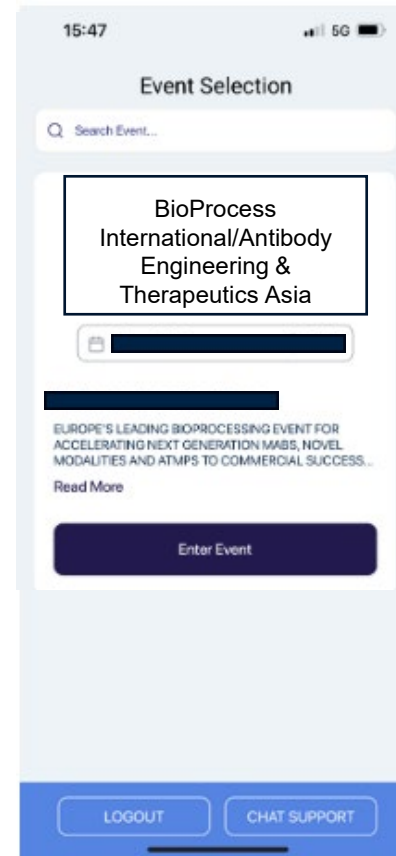 15:47
5G
Event Selection
Search Event...
BioProcess
International/Antibody
Engineering &
Therapeutics Asia
EUROPE'S LEADING BIOPROCESSING EVENT FOR
ACCELERATING NEXT GENERATION MABS, NOVEL
MODALITIES AND ATMPS TO COMMERCIAL SUCCESS...
Read More
Enter Event
LOGOUT
CHAT SUPPORT